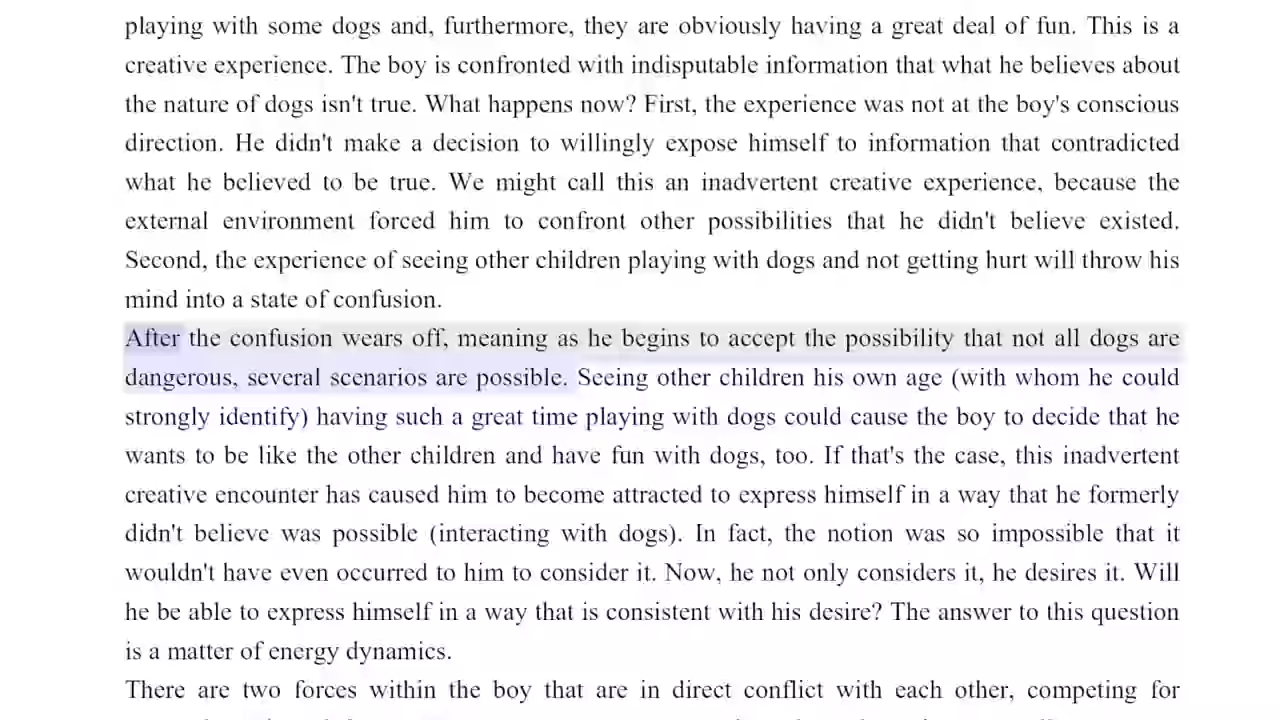 playing with some dogs and, furthermore, they are obviously having a great deal of fun. This is a
creative experience. The boy is confronted with indisputable information that what he believes about
the nature of dogs isn't true. What happens now? First, the experience was not at the boy's conscious
direction. He didn't make a decision to willingly expose himself to information that contradicted
what he believed to be true. We might call this an inadvertent creative experience, because the
external environment forced him to confront other possibilities that he didn't believe existed.
Second, the experience of seeing other children playing with dogs and not getting hurt will throw his
mind into a state of confusion.
After the confusion wears off, meaning as he begins to accept the possibility that not all dogs are
dangerous, several scenarios are possible. Seeing other children his own age (with whom he could
strongly identify) having such a great time playing with dogs could cause the boy to decide that he
wants to be like the other children and have fun with dogs, too. If that's the case, this inadvertent
creative encounter has caused him to become attracted to express himself in a way that he formerly
didn't believe was possible (interacting with dogs). In fact, the notion was so impossible that it
wouldn't have even occurred to him to consider it. Now, he not only considers it, he desires it. Will
he be able to express himself in a way that is consistent with his desire? The answer to this question
is a matter of energy dynamics.
There are two forces within the boy that are in direct conflict with each other, competing for